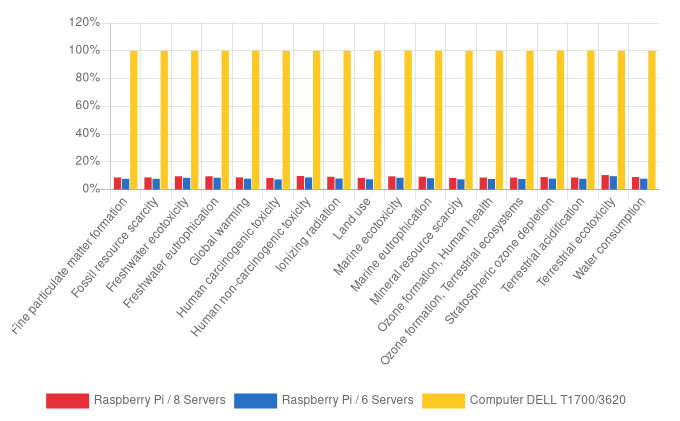 120%
100%
80%
60%
40%
20%
0%
Fine particulate matter formation
Fossil resource scarcity
Freshwater ecotoxicity
Freshwater eutrophication
Global warming
Human carcinogenic toxicity
Human non-carcinogenic toxicity
Ionizing radiation
Land use
Marine ecotoxicity
Marine eutrophication
Mineral resource scarcity
Ozone formation, Human health
Ozone formation, Terrestrial ecosystems
Stratospheric ozone depletion
Terrestrial acidification
Terrestrial ecotoxicity
Water consumption
Raspberry Pi / 8 Servers
Raspberry Pi / 6 Servers
Computer DELL T1700/3620